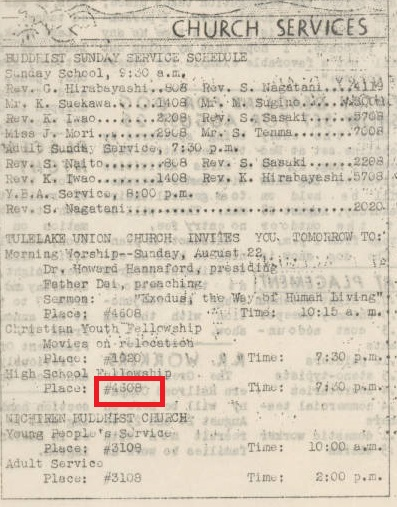 CHURCH SERVICES
BUDDHIST SUNDAY SERVICE SCHEDULE
Sunday School, 9:30 a.m.
Rev. G. Hirabayashi.808 Rev. S. Nagatani
Mr. K. Suekawa....1408 Mr. M. Sugino
Rev. K. Iwao......2208 Rev. S. Sasaki....5708
Miss J. Mori......2908 Mr. S. Tenma......7008
Adult Sunday Service, 7:30 p.m.
Rev. S. Naito......808 Rev. S. Sasaki....2208
Rev. K. Iwao......1408 Rev. K. Hirabayashi.5708
Y.B.A. Service, 8:00 p.m.
Rev. S. Nagatani..........................2020
TULELAKE UNION CHURCH INVITES YOU TOMORROW TO:
Morning Worship--Sunday, August 22,
Dr. Howard Hannaford, presiding
Father Dai, preaching
Sermon: "Exodus, the Way of Human Living"
Place: #4608 Time: 10:15 a.m.
Christian Youth Fellowship
Movies on relocation
Place: #1020 Time: 7:30 p.m.
High School Fellowship
Place: Time: 7:30 p.m.
NICHIREN BUDDHIST CHURCH
Young People's Service
Place: #3108 Time: 10:00 a.m.
Adult Service
Place: #3108 Time: 2:00 p.m.